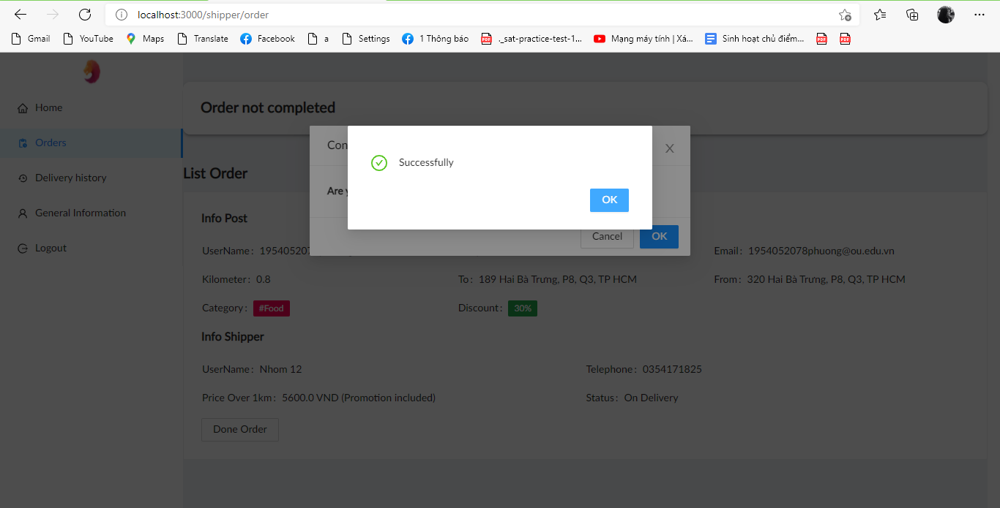 localhost:3000/shipper/order
Gmail YouTube Maps Translate Facebook a Settings 1 Thông báo ._sat-practice-test-1... Mạng máy tính | Xá... Sinh hoạt chủ điểm...
Home
Orders
Delivery history
General Information
Logout
Order not completed
Con
Successfully
Are y
OK
Cancel OK
List Order
Info Post
UserName: 195405207 Email: 1954052078phuong@ou.edu.vn
Kilometer: 0.8 To: 189 Hai Bà Trưng, P8, Q3, TP HCM From: 320 Hai Bà Trưng, P8, Q3, TP HCM
Category: #Food Discount: 30%
Info Shipper
UserName: Nhom 12 Telephone: 0354171825
Price Over 1km: 5600.0 VND (Promotion included) Status: On Delivery
Done Order